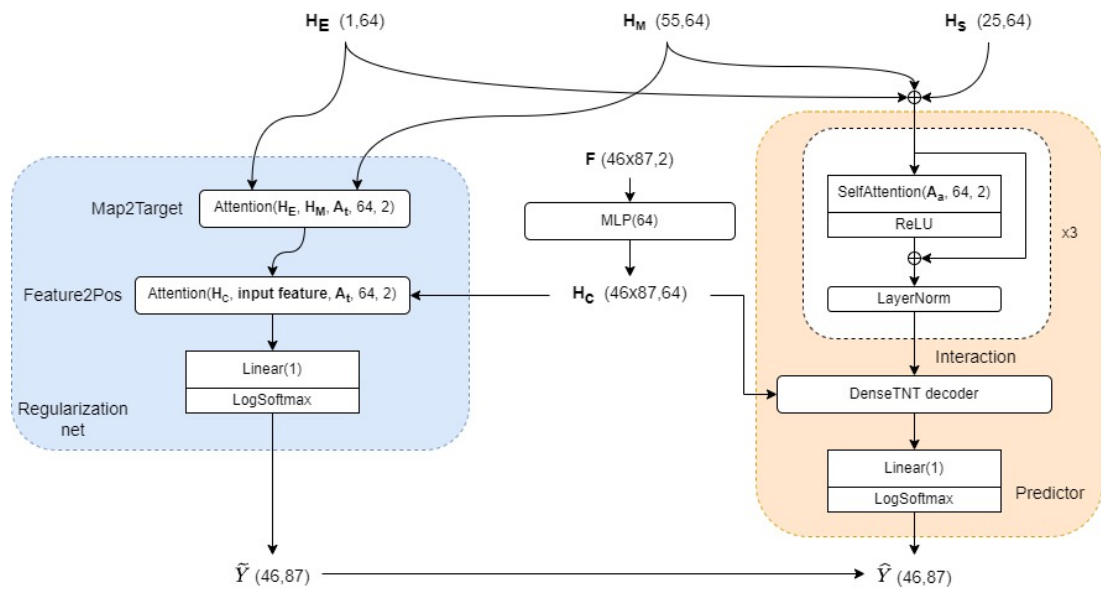 H_E (1,64)
H_M (55,64)
H_S (25,64)
F (46x87,2)
Map2Target
Attention(H_E, H_M, A_t, 64, 2)
MLP(64)
SelfAttention(A_a, 64, 2)
ReLU
x3
Feature2Pos
Attention(H_C, input feature, A_t, 64, 2)
H_C (46x87,64)
LayerNorm
Interaction
Linear(1)
LogSoftmax
DenseTNT decoder
Regularization
net
Linear(1)
LogSoftmax
Predictor
Ỹ (46,87)
Ŷ (46,87)